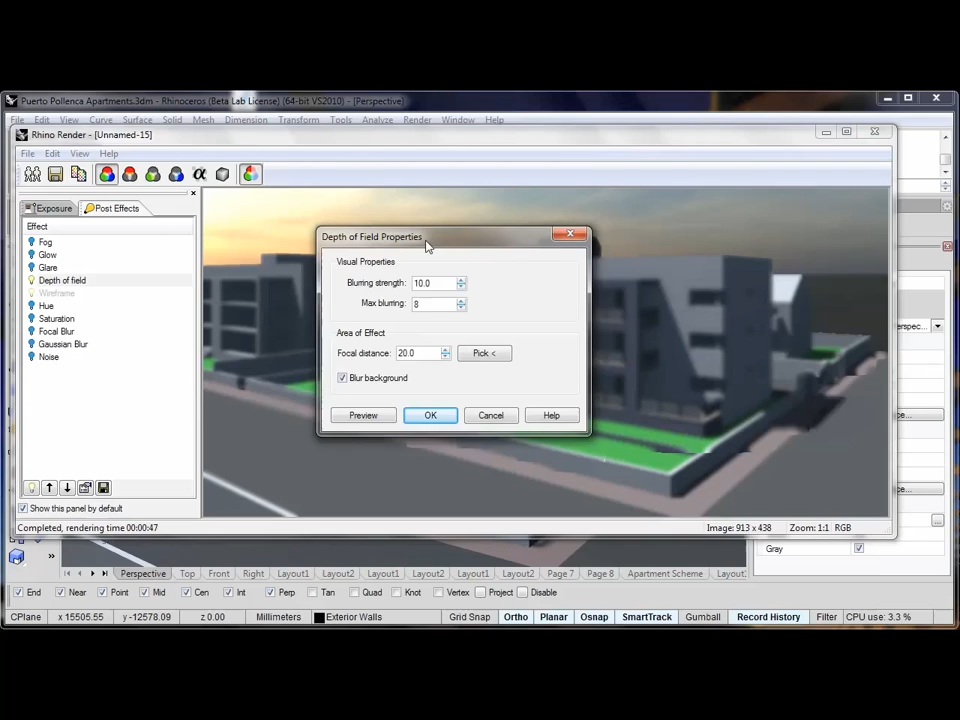 Puerto Pollenca Apartments.3dm - Rhinoceros (Beta Lab License) (64-bit VS2010) - [Perspective]
File Edit View Curve Surface Solid Mesh Dimension Transform Tools Analyze Render Window Help
Rhino Render - [Unnamed-15]
File Edit View Help
α
Exposure Post Effects
Effect
Fog
Glow
Glare
Depth of field
Wireframe
Hue
Saturation
Focal Blur
Gaussian Blur
Noise
Show this panel by default
Depth of Field Properties
Visual Properties
Blurring strength: 10.0
Max blurring: 8
Area of Effect
Focal distance: 20.0 Pick <
Blur background
Preview OK Cancel Help
Completed, rendering time 00:00:47 Image: 913 x 438 Zoom: 1:1 RGB
Gray
Perspective Top Front Right Layout1 Layout2 Layout1 Layout2 Layout1 Layout2 Page 7 Page 8 Apartment Scheme Layout
End Near Point Mid Cen Int Perp Tan Quad Knot Vertex Project Disable
CPlane x 15505.55 y -12578.09 z 0.00 Millimeters Exterior Walls Grid Snap Ortho Planar Osnap SmartTrack Gumball Record History Filter CPU use: 3.3 %